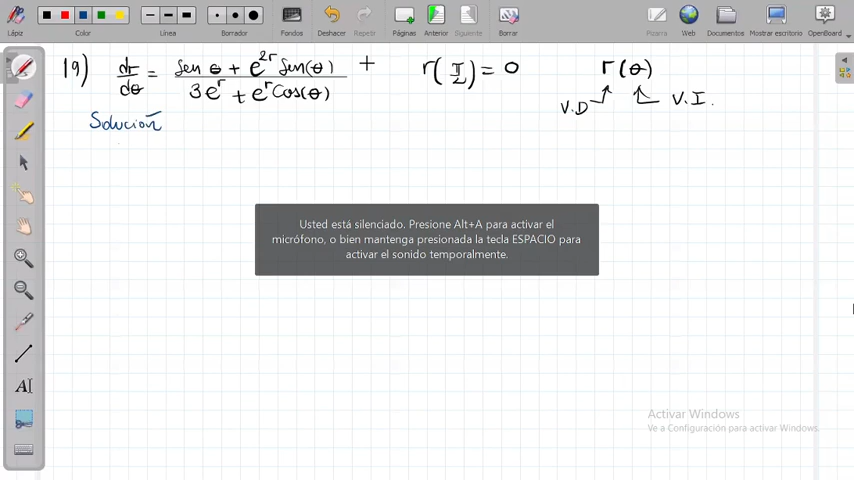 Lápiz Color Línea Borrador Fondos Deshacer Páginas Anterior Siguiente Borrar Web Documentos Mostrar escritorio OpenBoard
19) dr/dθ = (sen θ + e^{2r} sen(θ)) / (3e^r + e^r Cos(θ)) + r(π/2) = 0 r(θ)
V.D V.I.
Solución
Usted está silenciado. Presione Alt+A para activar el
micrófono, o bien mantenga presionada la tecla ESPACIO para
activar el sonido temporalmente.
AI
Activar Windows
Ve a Configuración para activar Windows.